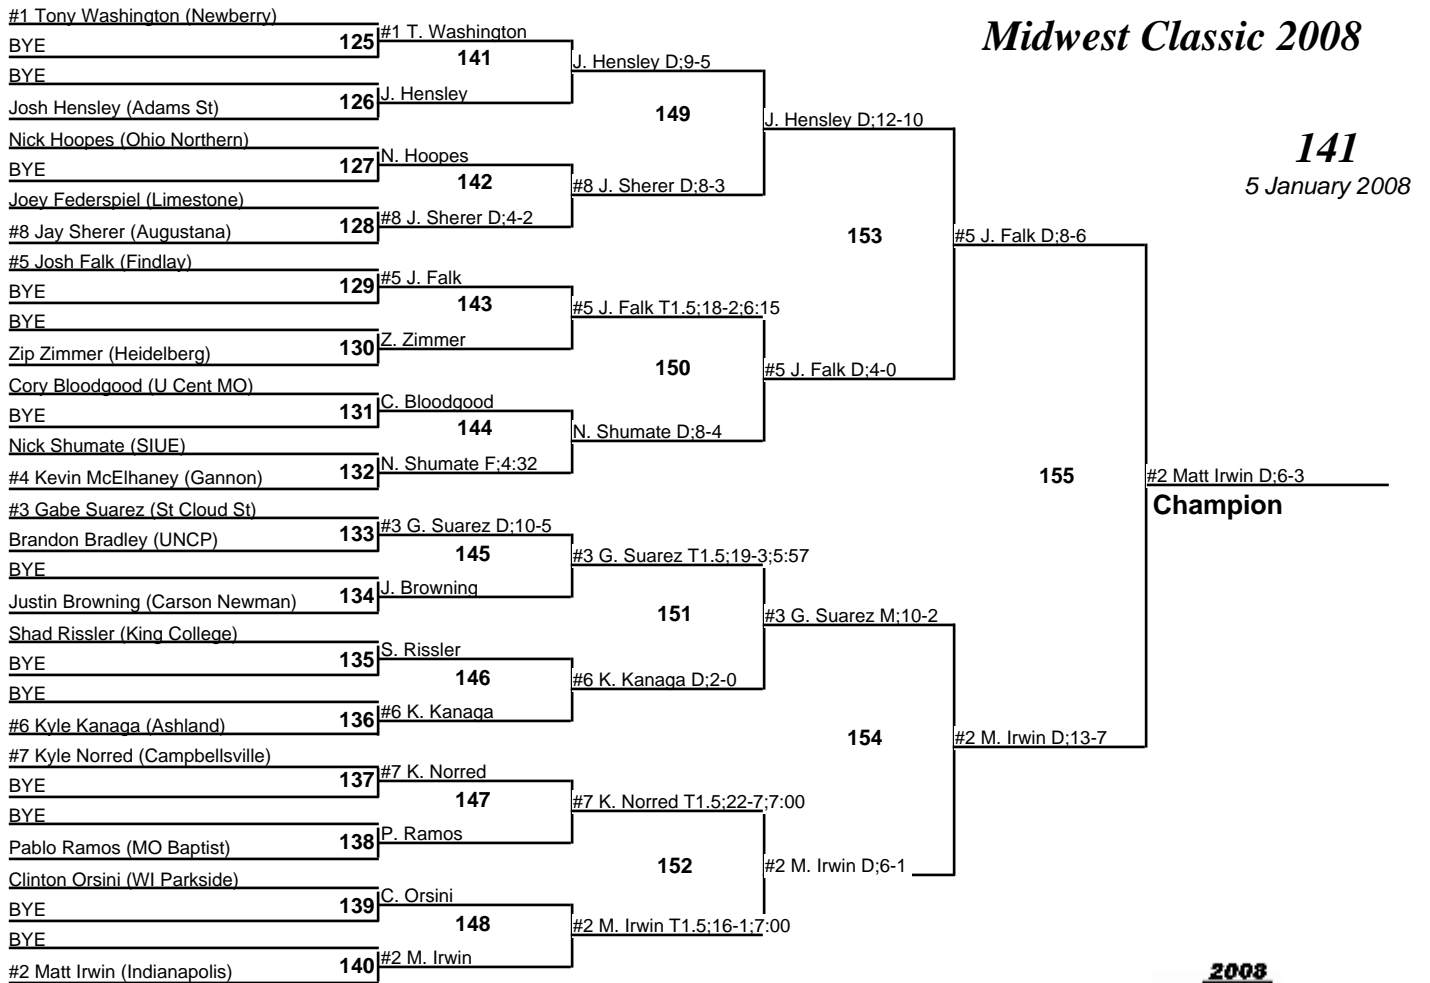 #1 Tony Washington (Newberry)
BYE
125
#1 T. Washington
Midwest Classic 2008
141
J. Hensley D;9-5
BYE
126
J. Hensley
Josh Hensley (Adams St)
149
J. Hensley D;12-10
Nick Hoopes (Ohio Northern)
141
BYE
127
N. Hoopes
142
#8 J. Sherer D;8-3
5 January 2008
Joey Federspiel (Limestone)
128
#8 J. Sherer D;4-2
#8 Jay Sherer (Augustana)
153
#5 J. Falk D;8-6
#5 Josh Falk (Findlay)
BYE
129
#5 J. Falk
143
#5 J. Falk T1.5;18-2;6:15
BYE
130
Z. Zimmer
Zip Zimmer (Heidelberg)
150
#5 J. Falk D;4-0
Cory Bloodgood (U Cent MO)
BYE
131
C. Bloodgood
144
N. Shumate D;8-4
Nick Shumate (SIUE)
132
N. Shumate F;4:32
#4 Kevin McElhaney (Gannon)
155
#2 Matt Irwin D;6-3
Champion
#3 Gabe Suarez (St Cloud St)
133
#3 G. Suarez D;10-5
Brandon Bradley (UNCP)
145
#3 G. Suarez T1.5;19-3;5:57
BYE
134
J. Browning
Justin Browning (Carson Newman)
151
#3 G. Suarez M;10-2
Shad Rissler (King College)
BYE
135
S. Rissler
146
#6 K. Kanaga D;2-0
BYE
136
#6 K. Kanaga
#6 Kyle Kanaga (Ashland)
154
#2 M. Irwin D;13-7
#7 Kyle Norred (Campbellsville)
BYE
137
#7 K. Norred
147
#7 K. Norred T1.5;22-7;7:00
BYE
138
P. Ramos
Pablo Ramos (MO Baptist)
152
#2 M. Irwin D;6-1
Clinton Orsini (WI Parkside)
BYE
139
C. Orsini
148
#2 M. Irwin T1.5;16-1;7:00
BYE
140
#2 M. Irwin
#2 Matt Irwin (Indianapolis)
2008